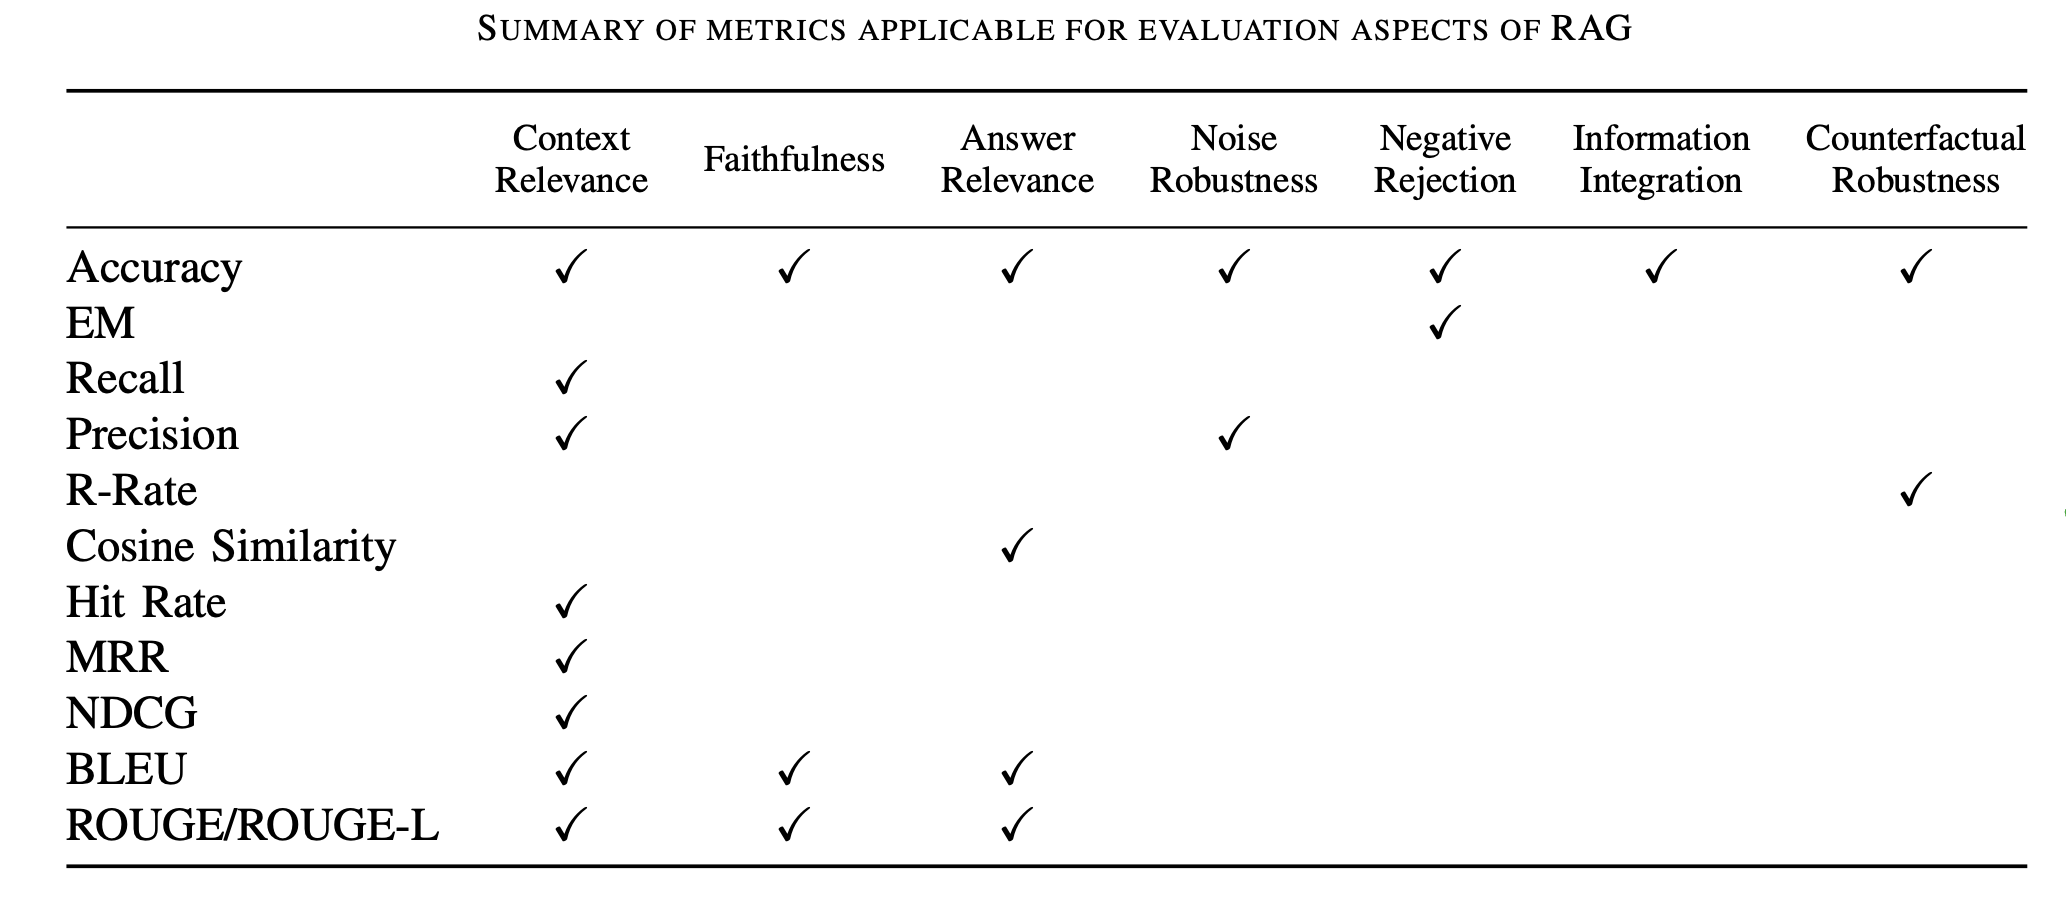 SUMMARY OF METRICS APPLICABLE FOR EVALUATION ASPECTS OF RAG
Context Relevance Faithfulness Answer Relevance Noise Robustness Negative Rejection Information Integration Counterfactual Robustness
Accuracy ✓ ✓ ✓ ✓ ✓ ✓ ✓
EM ✓
Recall ✓
Precision ✓ ✓
R-Rate ✓
Cosine Similarity ✓
Hit Rate ✓
MRR ✓
NDCG ✓
BLEU ✓ ✓ ✓
ROUGE/ROUGE-L ✓ ✓ ✓